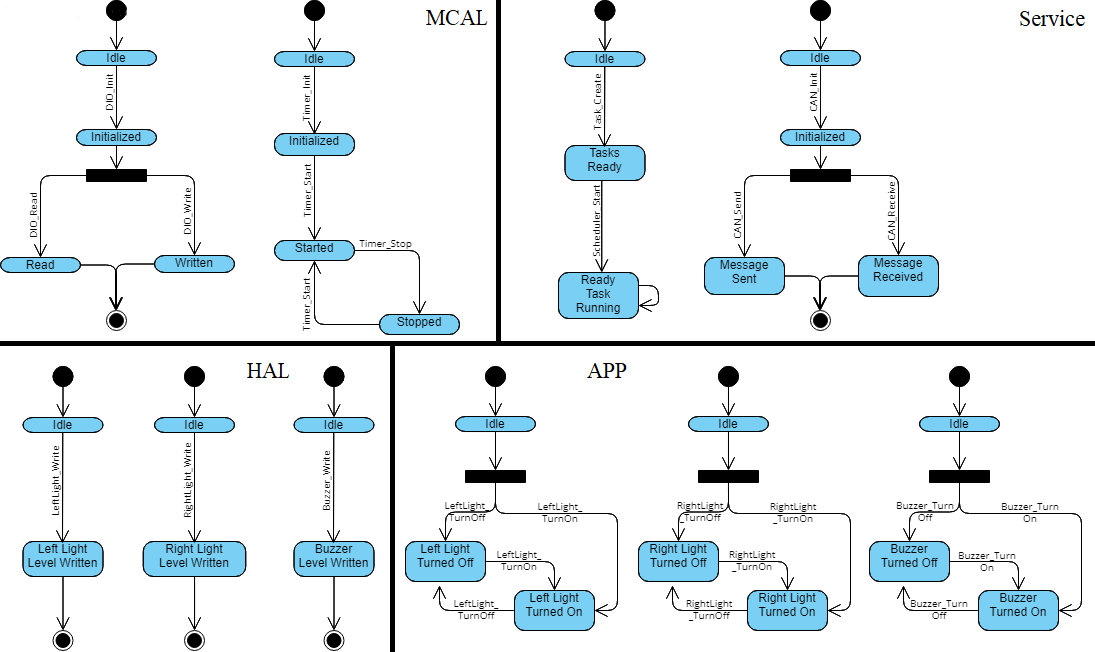 MCAL
Idle
DIO_Init
Initialized
DIO_Read
DIO_Write
Read
Written
Idle
Timer_Init
Initialized
Timer_Start
Started
Timer_Stop
Timer_Start
Stopped
Service
Idle
Task_Create
Tasks
Ready
Scheduler_Start
Ready
Task
Running
Idle
CAN_Init
Initialized
CAN_Send
CAN_Receive
Message
Sent
Message
Received
HAL
Idle
LeftLight_Write
Left Light
Level Written
Idle
RightLight_Write
Right Light
Level Written
Idle
Buzzer_Write
Buzzer
Level Written
APP
Idle
LeftLight_
TurnOff
LeftLight_
TurnOn
Left Light
Turned Off
LeftLight_
TurnOn
Left Light
Turned On
LeftLight_
TurnOff
Idle
RightLight
_TurnOff
RightLight
_TurnOn
Right Light
Turned Off
RightLight
_TurnOn
Right Light
Turned On
RightLight
_TurnOff
Idle
Buzzer_Turn
Off
Buzzer_Turn
On
Buzzer
Turned Off
Buzzer_Turn
On
Buzzer
Turned On
Buzzer_Turn
Off